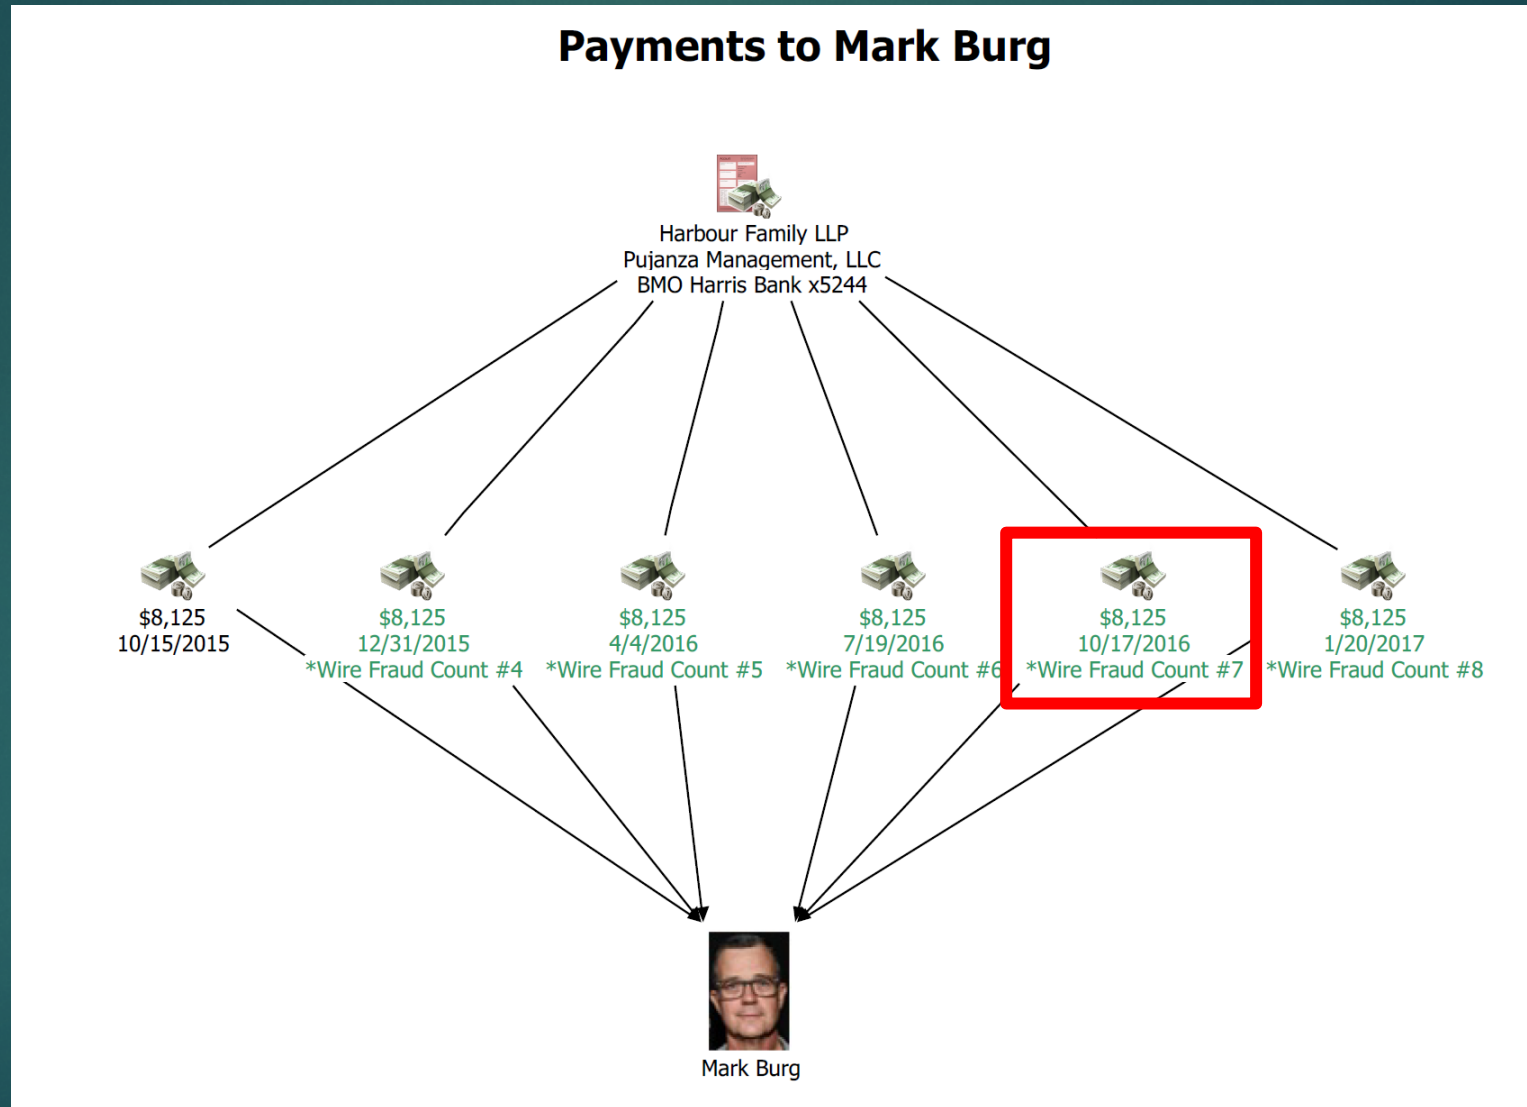 Payments to Mark Burg
Harbour Family LLP
Pujanza Management, LLC
BMO Harris Bank x5244
$8,125
10/15/2015
$8,125
12/31/2015
*Wire Fraud Count #4
$8,125
4/4/2016
*Wire Fraud Count #5
$8,125
7/19/2016
*Wire Fraud Count #6
$8,125
10/17/2016
*Wire Fraud Count #7
$8,125
1/20/2017
*Wire Fraud Count #8
Mark Burg